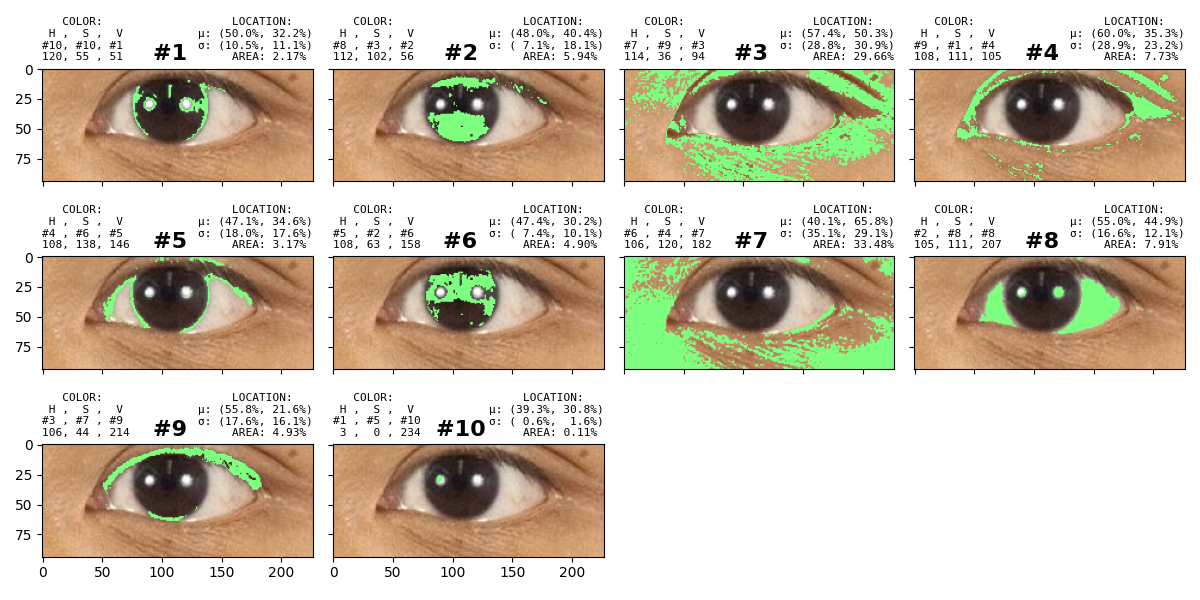 COLOR: LOCATION:
H , S , V μ: (50.0%, 32.2%)
#10, #10, #1 #1 σ: (10.5%, 11.1%)
120, 55 , 51 AREA: 2.17%
COLOR: LOCATION:
H , S , V μ: (48.0%, 40.4%)
#8 , #3 , #2 #2 σ: ( 7.1%, 18.1%)
112, 102, 56 AREA: 5.94%
COLOR: LOCATION:
H , S , V μ: (57.4%, 50.3%)
#7 , #9 , #3 #3 σ: (28.8%, 30.9%)
114, 36 , 94 AREA: 29.66%
COLOR: LOCATION:
H , S , V μ: (60.0%, 35.3%)
#9 , #1 , #4 #4 σ: (28.9%, 23.2%)
108, 111, 105 AREA: 7.73%
0
25
50
75
COLOR: LOCATION:
H , S , V μ: (47.1%, 34.6%)
#4 , #6 , #5 #5 σ: (18.0%, 17.6%)
108, 138, 146 AREA: 3.17%
COLOR: LOCATION:
H , S , V μ: (47.4%, 30.2%)
#5 , #2 , #6 #6 σ: ( 7.4%, 10.1%)
108, 63 , 158 AREA: 4.90%
COLOR: LOCATION:
H , S , V μ: (40.1%, 65.8%)
#6 , #4 , #7 #7 σ: (35.1%, 29.1%)
106, 120, 182 AREA: 33.48%
COLOR: LOCATION:
H , S , V μ: (55.0%, 44.9%)
#2 , #8 , #8 #8 σ: (16.6%, 12.1%)
105, 111, 207 AREA: 7.91%
0
25
50
75
COLOR: LOCATION:
H , S , V μ: (55.8%, 21.6%)
#3 , #7 , #9 #9 σ: (17.6%, 16.1%)
106, 44 , 214 AREA: 4.93%
COLOR: LOCATION:
H , S , V μ: (39.3%, 30.8%)
#1 , #5 , #10 #10 σ: ( 0.6%, 1.6%)
3 , 0 , 234 AREA: 0.11%
0
25
50
75
0 50 100 150 200
0 50 100 150 200